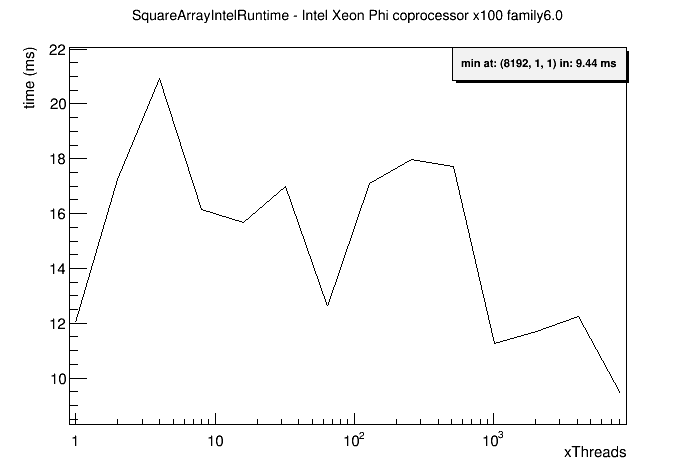 SquareArrayIntelRuntime - Intel Xeon Phi coprocessor x100 family6.0
time (ms)
min at: (8192, 1, 1) in: 9.44 ms
22
20
18
16
14
12
10
1 10 10² 10³
xThreads